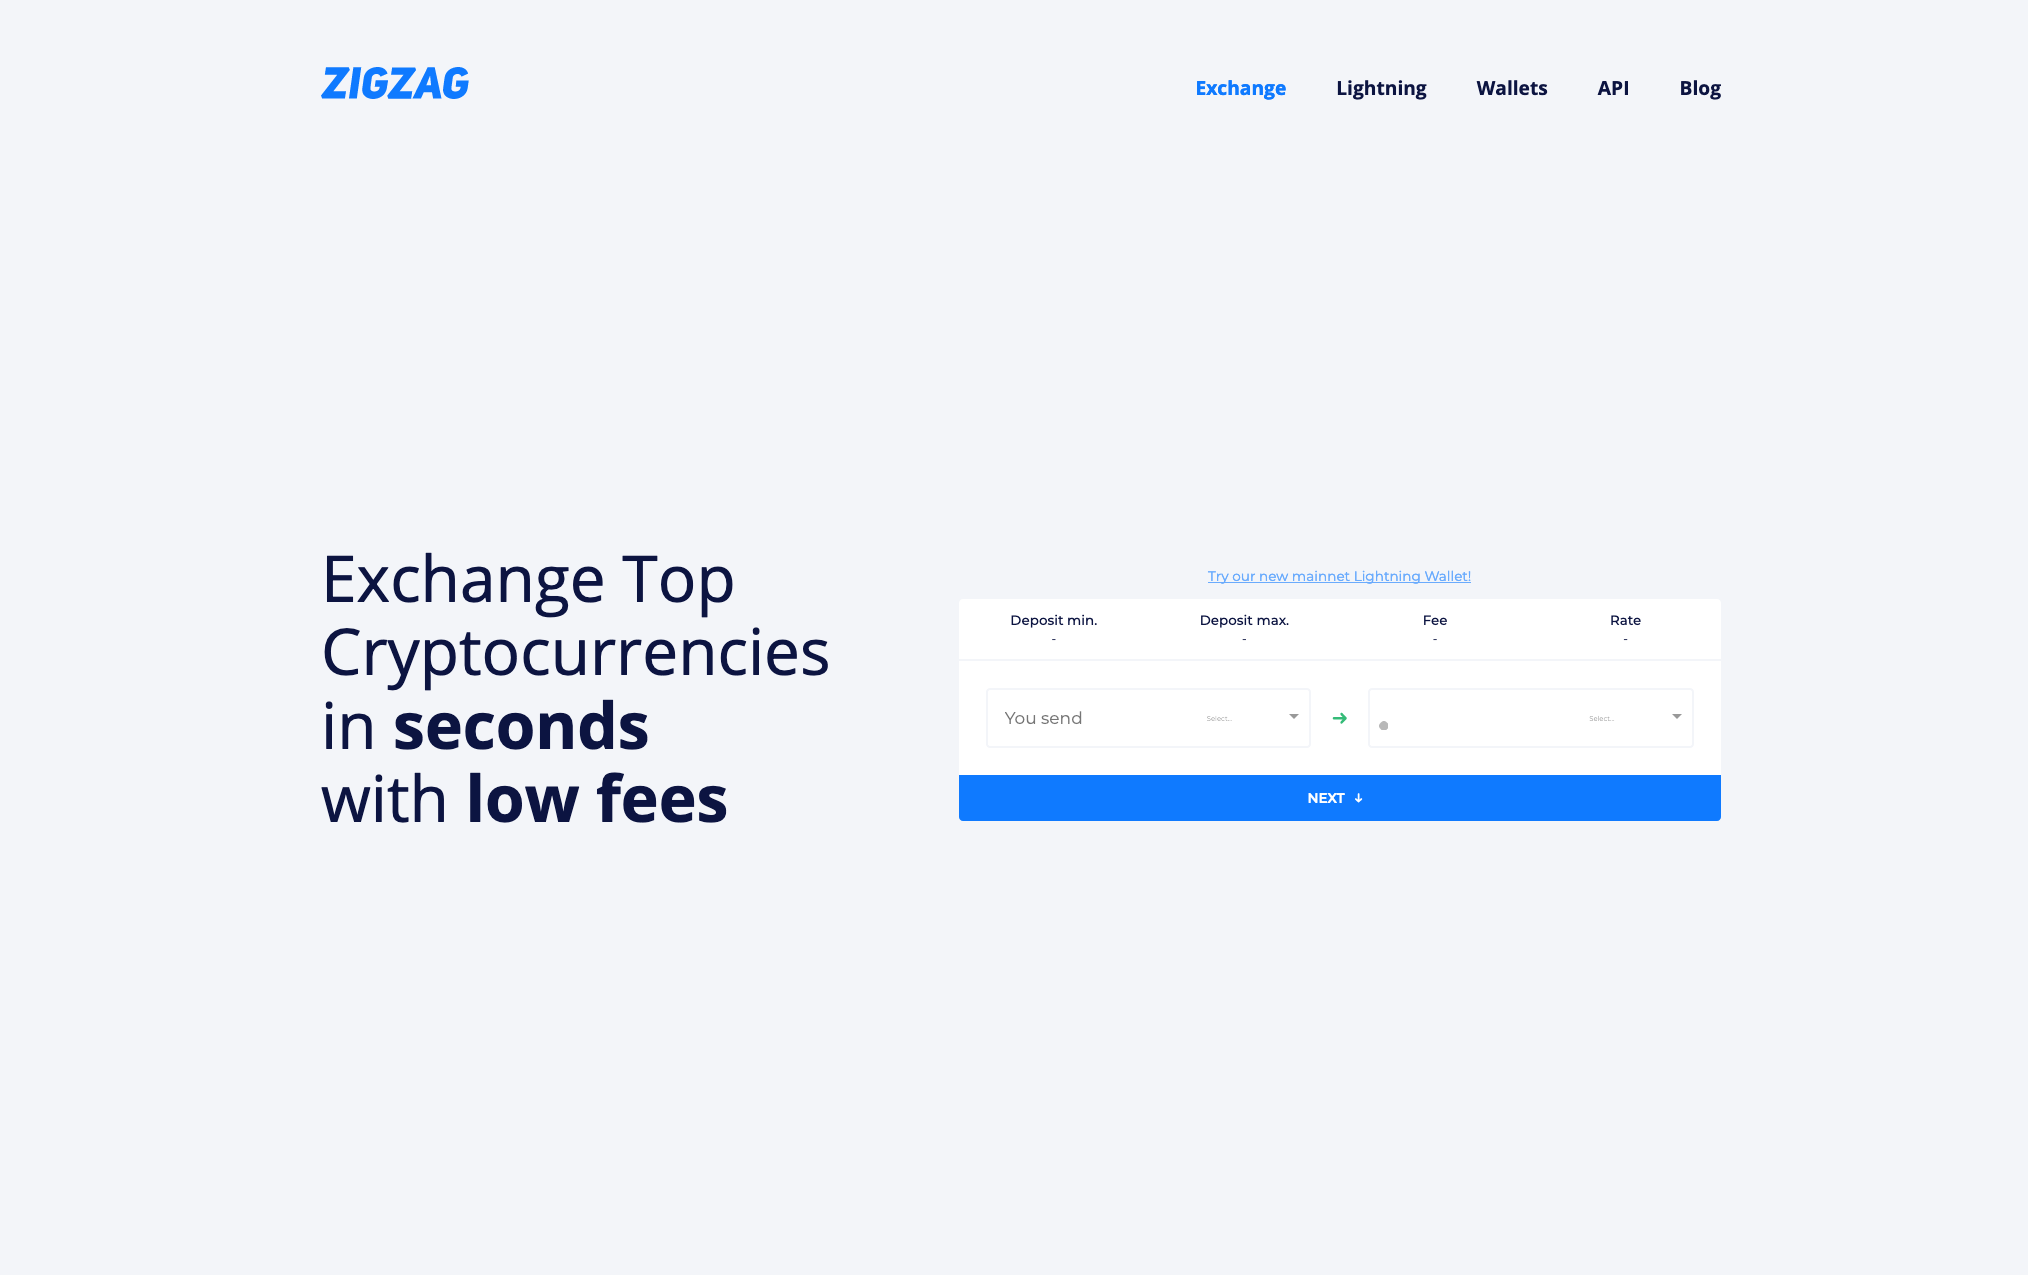 ZIGZAG
Exchange Lightning Wallets API Blog
Exchange Top
Cryptocurrencies
in seconds
with low fees
Try our new mainnet Lightning Wallet!
Deposit min. Deposit max. Fee Rate
- - - -
You send Select... Select...
NEXT